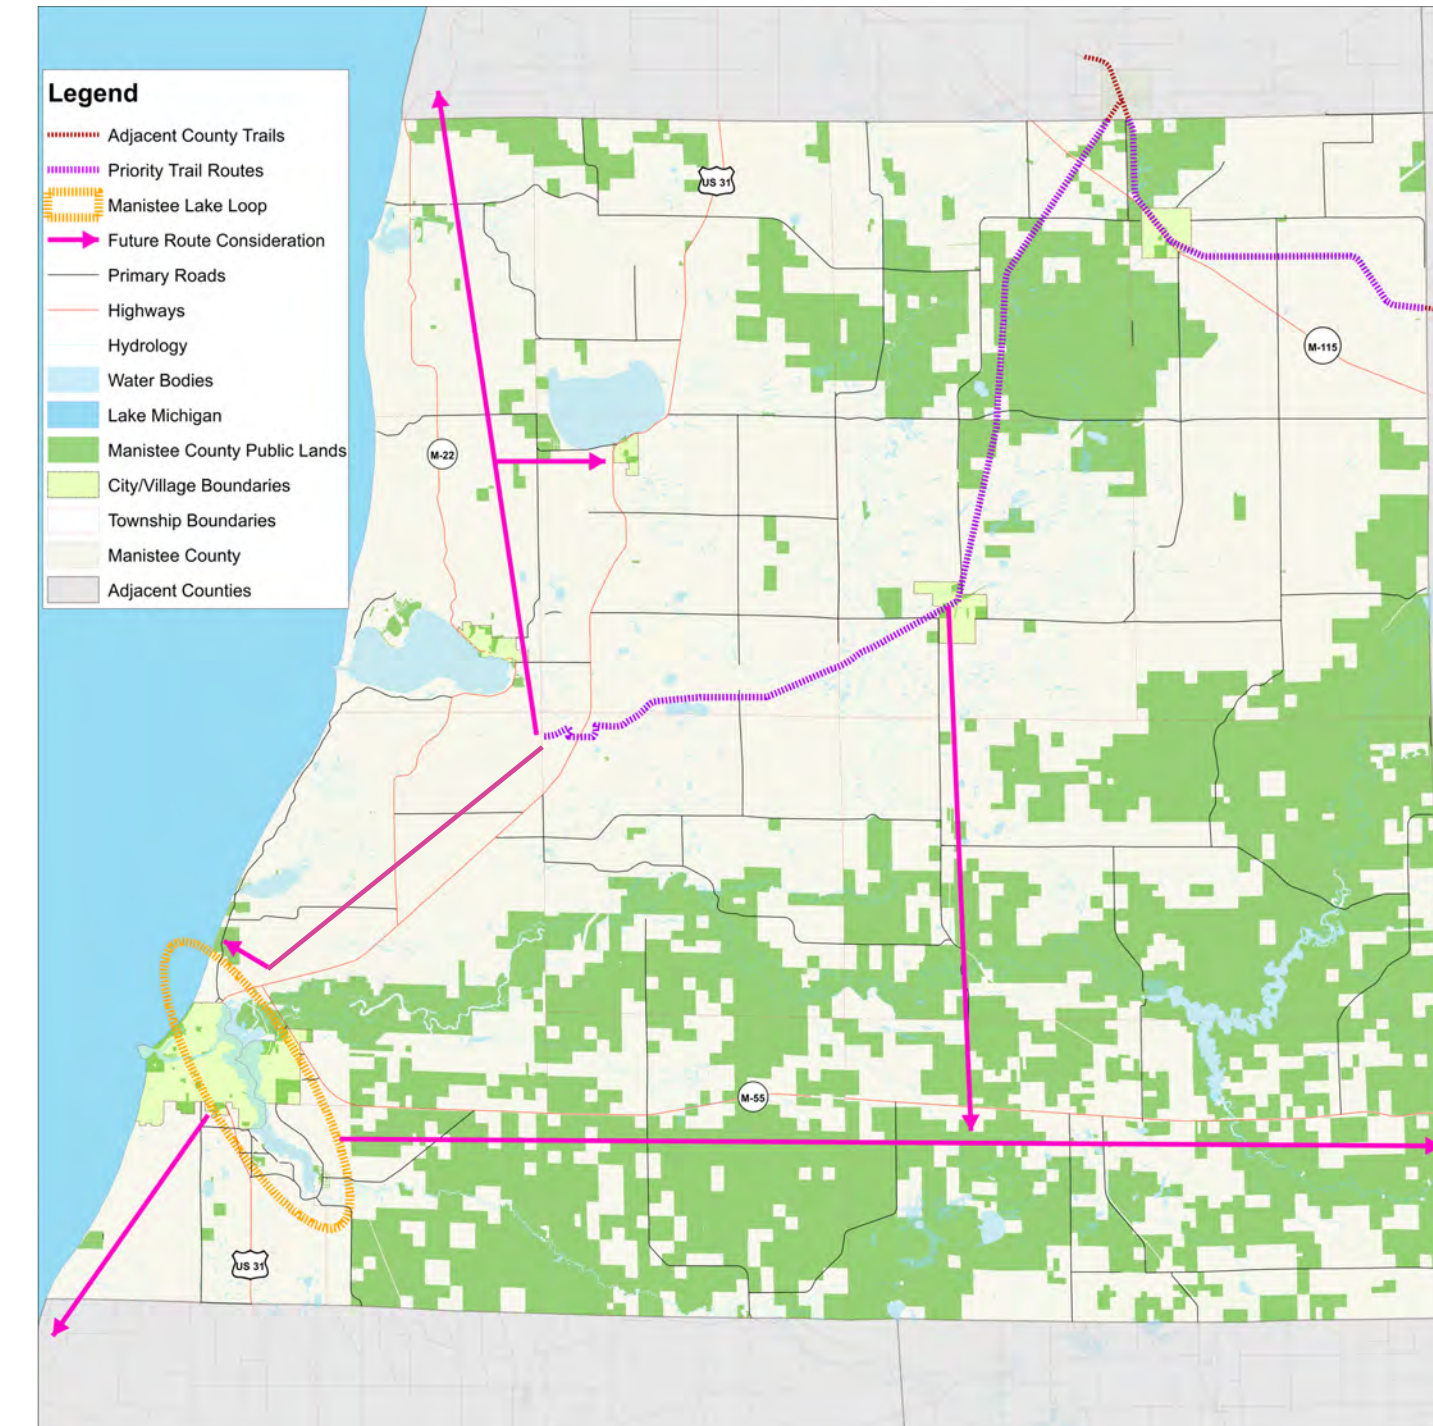 Legend
Adjacent County Trails
Priority Trail Routes
Manistee Lake Loop
Future Route Consideration
Primary Roads
Highways
Hydrology
Water Bodies
Lake Michigan
Manistee County Public Lands
City/Village Boundaries
Township Boundaries
Manistee County
Adjacent Counties
US 31
M-115
M-22
M-55
US 31